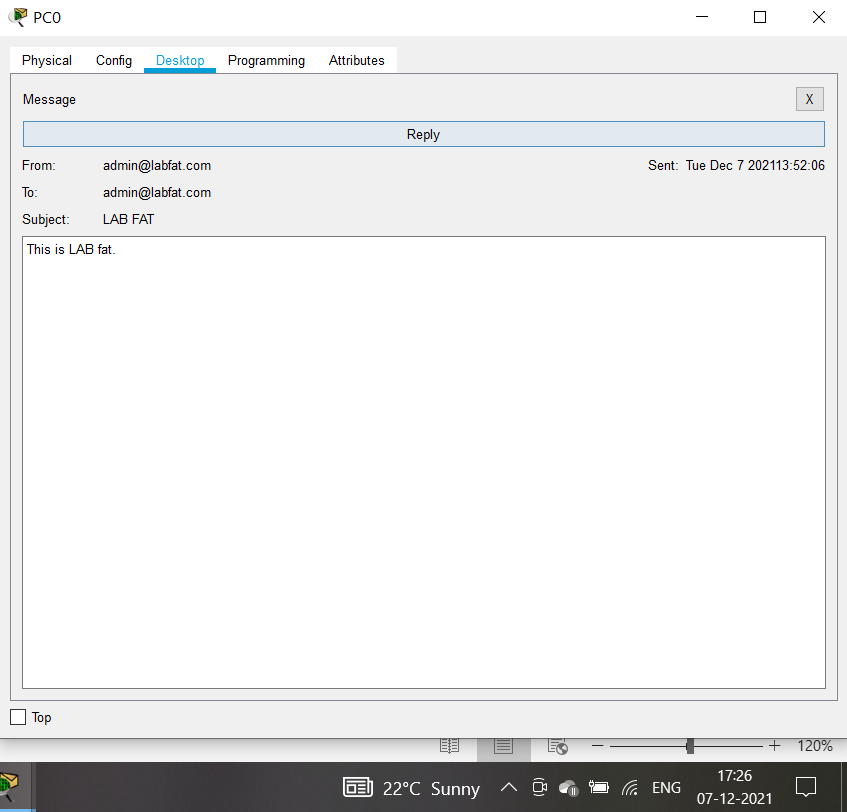 PC0
Physical Config Desktop Programming Attributes
Message X
Reply
From: admin@labfat.com Sent: Tue Dec 7 202113:52:06
To: admin@labfat.com
Subject: LAB FAT
This is LAB fat.
Top
120%
22°C Sunny ENG 17:26
07-12-2021